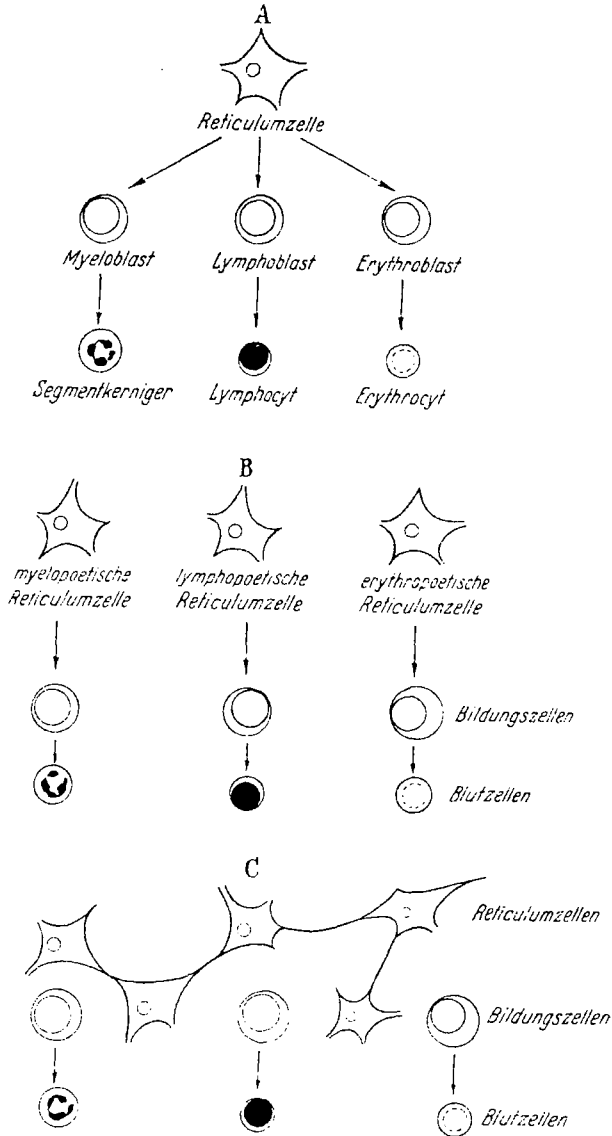 A
Reticulumzelle
Myeloblast Lymphoblast Erythroblast
Segmentkerniger Lymphocyt Erythrocyt
B
myelopoetische lymphopoetische erythropoetische
Reticulumzelle Reticulumzelle Reticulumzelle
Bildungszellen
Blutzellen
C
Reticulumzellen
Bildungszellen
Blutzellen